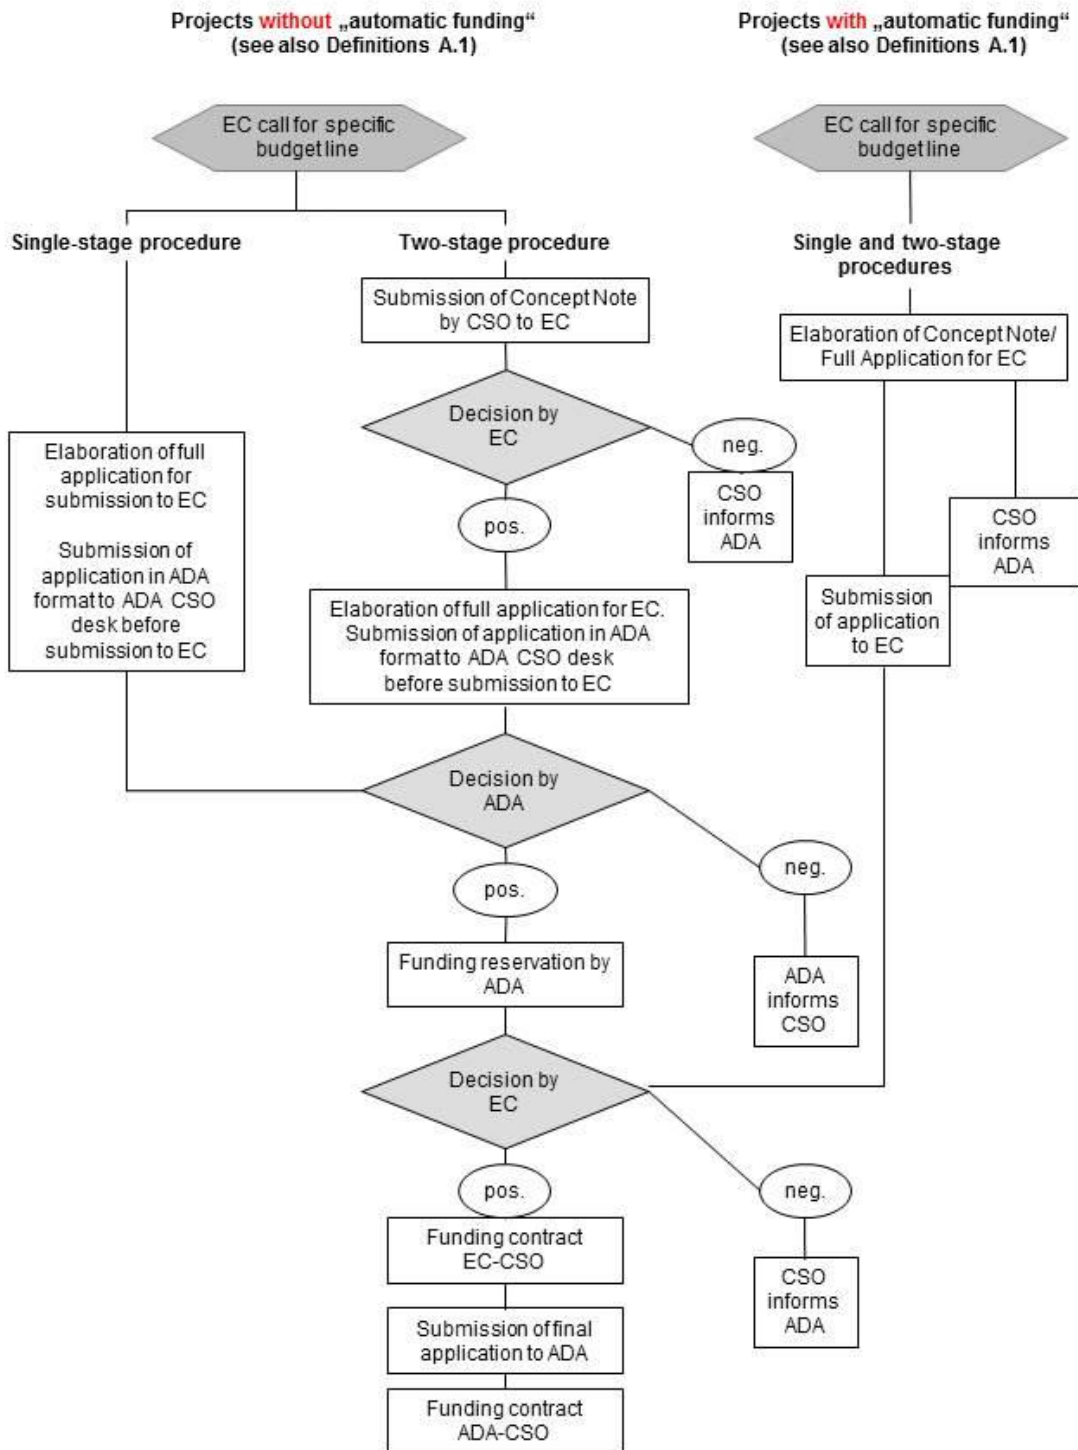 Projects without „automatic funding“
(see also Definitions A.1)
Projects with „automatic funding“
(see also Definitions A.1)
EC call for specific
budget line
EC call for specific
budget line
Single-stage procedure
Two-stage procedure
Single and two-stage
procedures
Submission of Concept Note
by CSO to EC
Elaboration of Concept Note/
Full Application for EC
Decision by
EC
neg.
CSO
informs
ADA
pos.
Elaboration of full
application for
submission to EC
Submission of
application in ADA
format to ADA CSO
desk before
submission to EC
CSO
informs
ADA
Submission
of application
to EC
Elaboration of full application for EC.
Submission of application in ADA
format to ADA CSO desk
before submission to EC
Decision by
ADA
neg.
pos.
ADA
informs
CSO
Funding reservation by
ADA
Decision by
EC
neg.
pos.
CSO
informs
ADA
Funding contract
EC-CSO
Submission of final
application to ADA
Funding contract
ADA-CSO